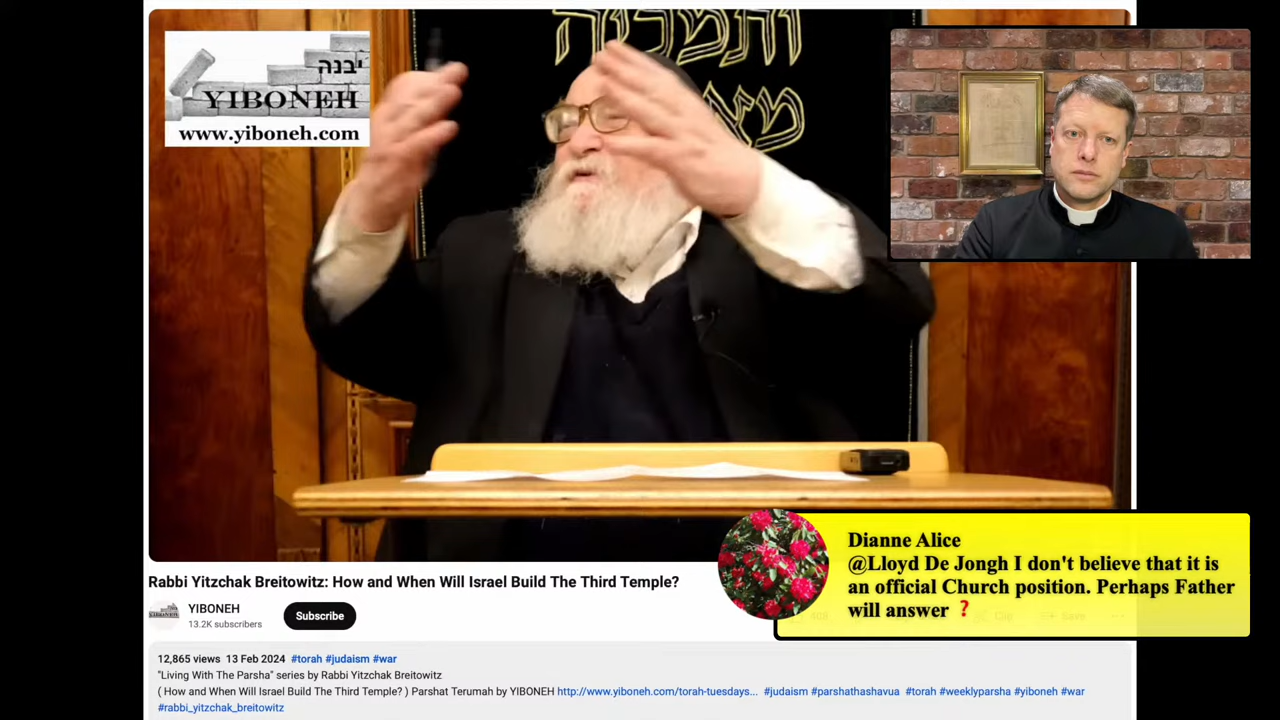 ותמכיה
יבנה
YIBONEH
www.yiboneh.com
Rabbi Yitzchak Breitowitz: How and When Will Israel Build The Third Temple?
YIBONEH
13.2K subscribers
Subscribe
Dianne Alice
@Lloyd De Jongh I don't believe that it is
an official Church position. Perhaps Father
will answer ❓
12,865 views 13 Feb 2024 #torah #judaism #war
"Living With The Parsha" series by Rabbi Yitzchak Breitowitz
( How and When Will Israel Build The Third Temple? ) Parshat Terumah by YIBONEH http://www.yiboneh.com/torah-tuesdays... #judaism #parshathashavua #torah #weeklyparsha #yiboneh #war
#rabbi_yitzchak_breitowitz